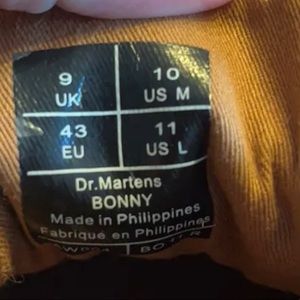 9 10
UK US M
43 11
EU US L
Dr.Martens
BONNY
Made in Philippines
Fabriqué en Philippines